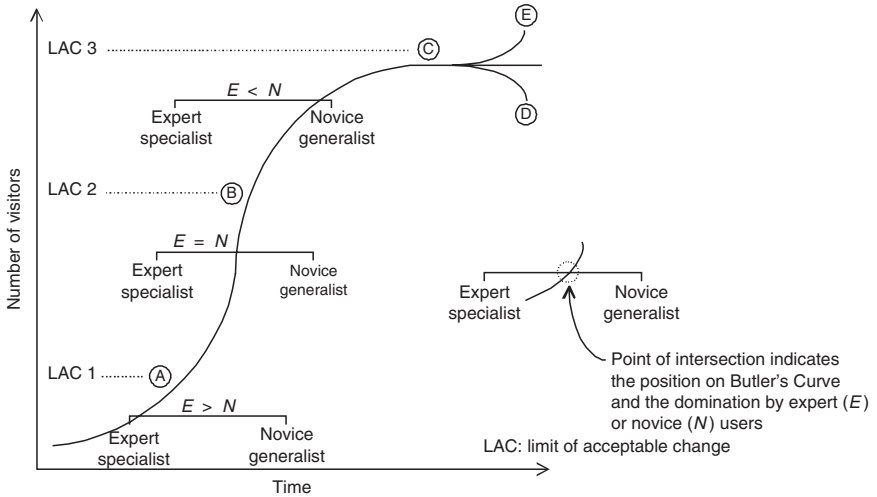 E
LAC 3
C
E < N
Expert
specialist
Novice
generalist
D
LAC 2
B
Number of visitors
E = N
Expert
specialist
Novice
generalist
Expert
specialist
Novice
generalist
LAC 1
A
Point of intersection indicates
the position on Butler's Curve
and the domination by expert (E)
or novice (N) users
E > N
Expert
specialist
Novice
generalist
LAC: limit of acceptable change
Time